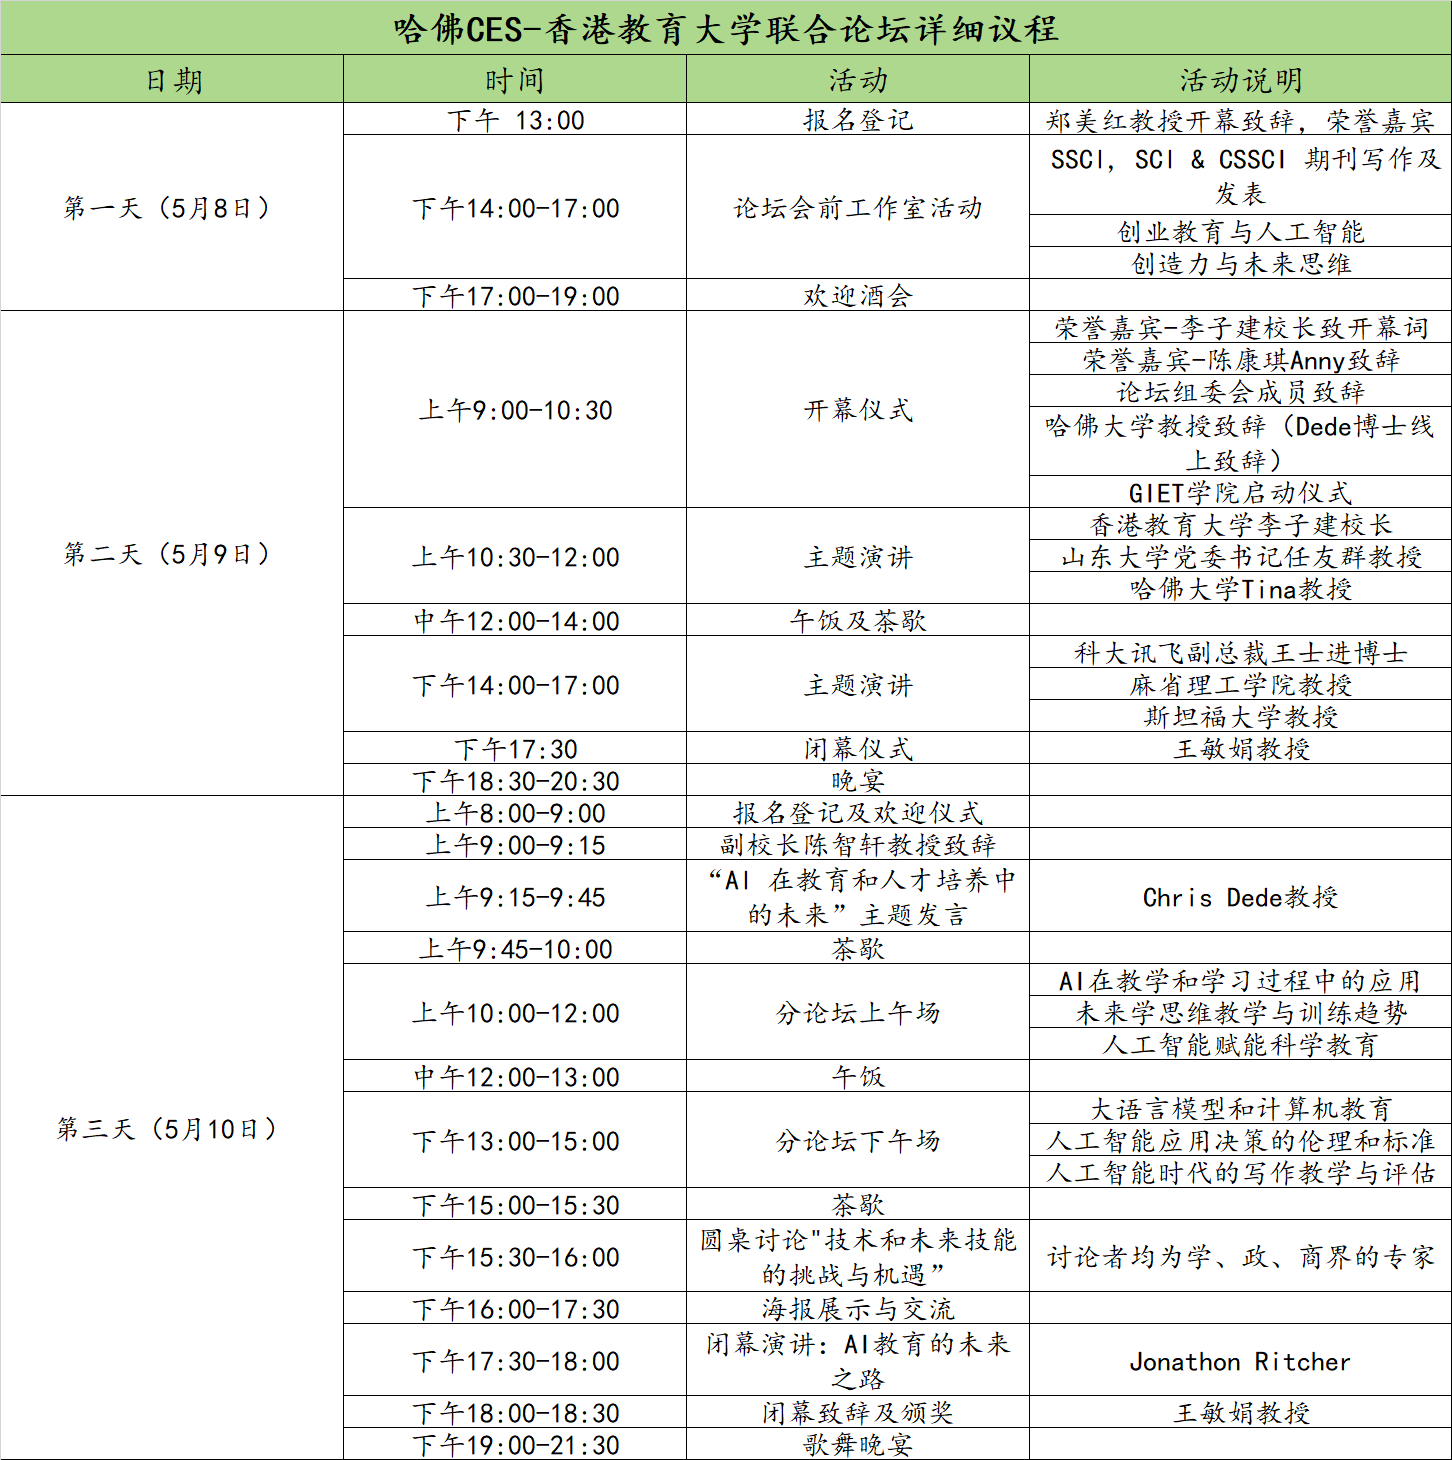 哈佛CES-香港教育大学联合论坛详细议程
日期 时间 活动 活动说明
第一天（5月8日）
下午 13:00 报名登记 郑美红教授开幕致辞，荣誉嘉宾
下午14:00-17:00 论坛会前工作室活动
SSCI, SCI & CSSCI 期刊写作及
发表
创业教育与人工智能
创造力与未来思维
下午17:00-19:00 欢迎酒会
第二天（5月9日）
上午9:00-10:30 开幕仪式
荣誉嘉宾-李子建校长致开幕词
荣誉嘉宾-陈康琪Anny致辞
论坛组委会成员致辞
哈佛大学教授致辞（Dede博士线
上致辞）
GIET学院启动仪式
上午10:30-12:00 主题演讲
香港教育大学李子建校长
山东大学党委书记任友群教授
哈佛大学Tina教授
中午12:00-14:00 午饭及茶歇
下午14:00-17:00 主题演讲
科大讯飞副总裁王士进博士
麻省理工学院教授
斯坦福大学教授
下午17:30 闭幕仪式 王敏娟教授
下午18:30-20:30 晚宴
第三天（5月10日）
上午8:00-9:00 报名登记及欢迎仪式
上午9:00-9:15 副校长陈智轩教授致辞
上午9:15-9:45
“AI 在教育和人才培养中
的未来”主题发言
Chris Dede教授
上午9:45-10:00 茶歇
上午10:00-12:00 分论坛上午场
AI在教学和学习过程中的应用
未来学思维教学与训练趋势
人工智能赋能科学教育
中午12:00-13:00 午饭
下午13:00-15:00 分论坛下午场
大语言模型和计算机教育
人工智能应用决策的伦理和标准
人工智能时代的写作教学与评估
下午15:00-15:30 茶歇
下午15:30-16:00
圆桌讨论"技术和未来技能
的挑战与机遇”
讨论者均为学、政、商界的专家
下午16:00-17:30 海报展示与交流
下午17:30-18:00
闭幕演讲：AI教育的未来
之路
Jonathon Ritcher
下午18:00-18:30 闭幕致辞及颁奖 王敏娟教授
下午19:00-21:30 歌舞晚宴